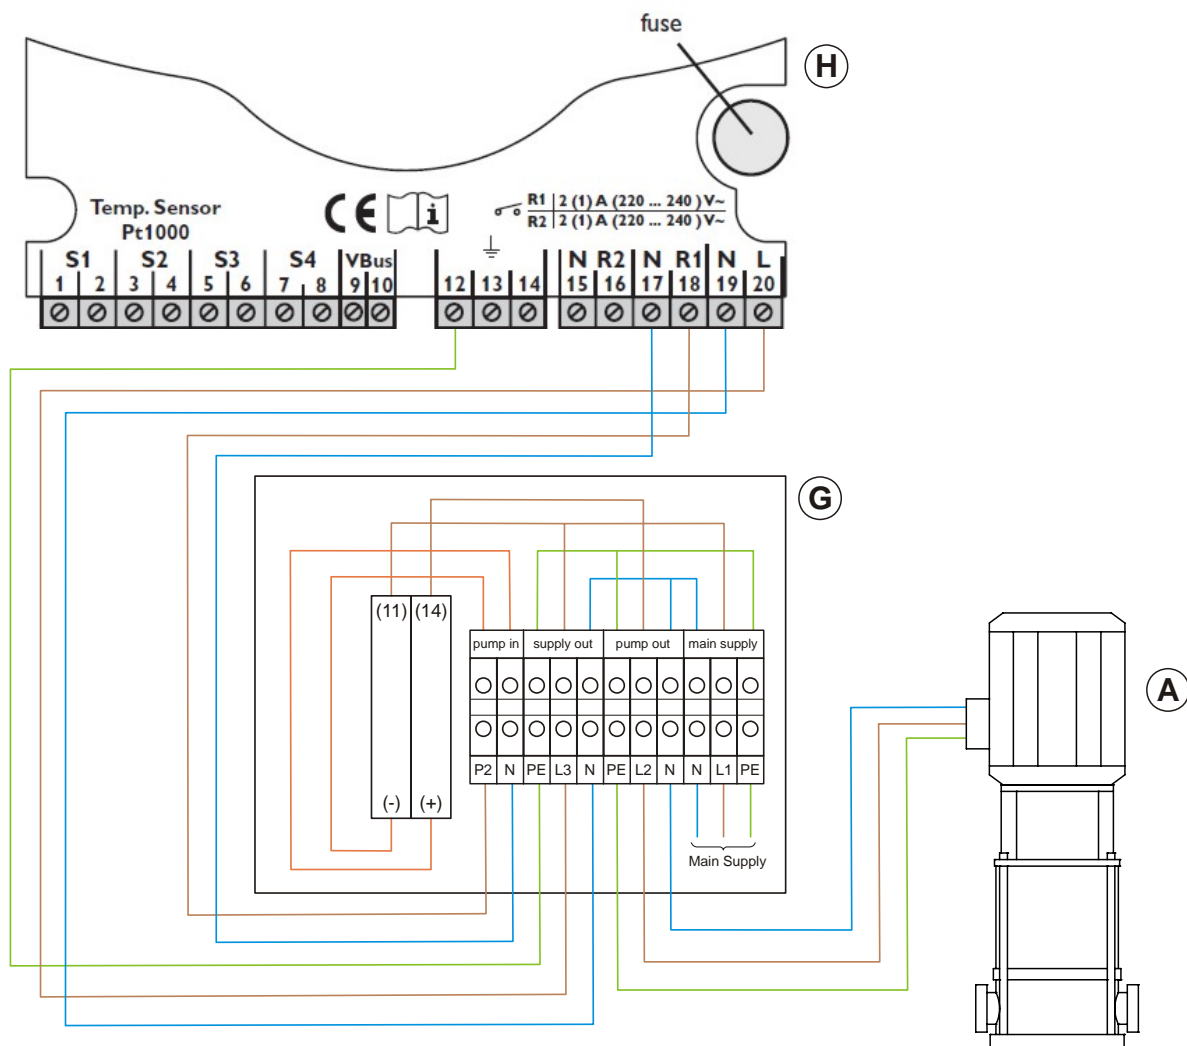 fuse
H
Temp. Sensor
Pt1000
CE i
R1 2 (1) A (220 ... 240 ) V~
R2 2 (1) A (220 ... 240 ) V~
S1 S2 S3 S4 VBus N R2 N R1 N L
1 2 3 4 5 6 7 8 9 10 12 13 14 15 16 17 18 19 20
G
(11) (14)
pump in supply out pump out main supply
P2 N PE L3 N PE L2 N N L1 PE
(-) (+)
Main Supply
A